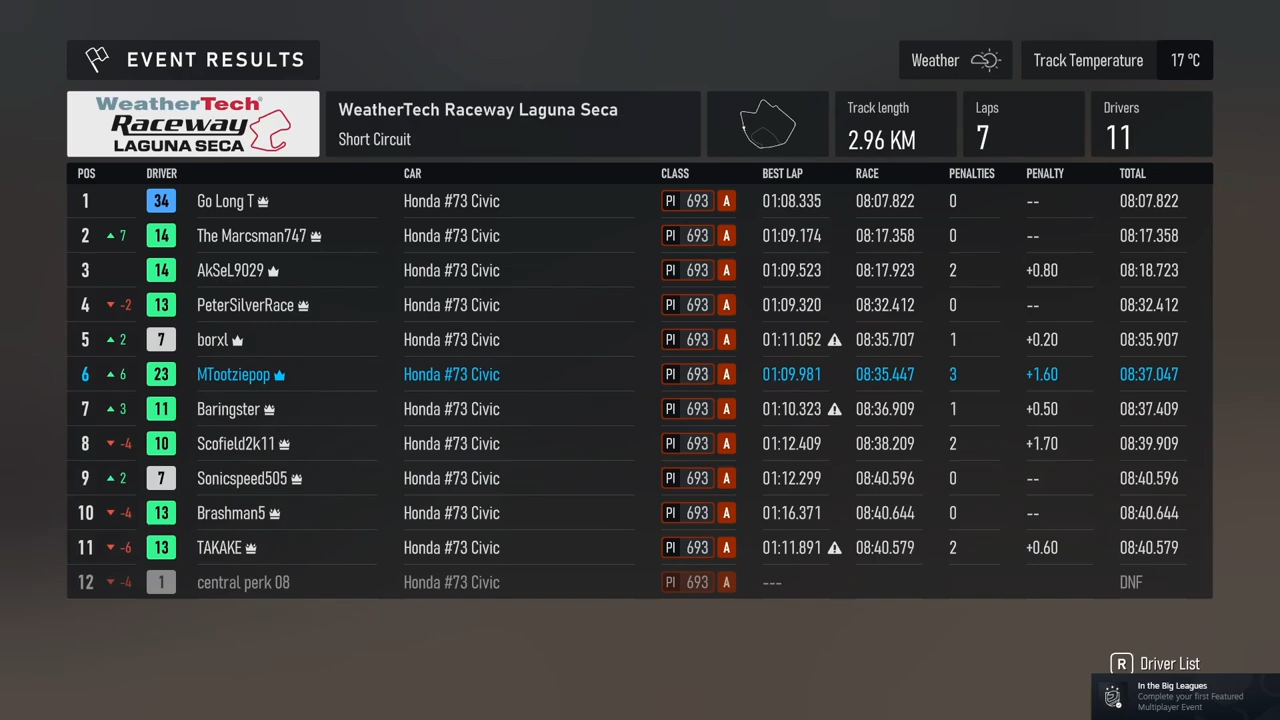 EVENT RESULTS
Weather
Track Temperature 17 °C
WeatherTech®
Raceway
LAGUNA SECA
WeatherTech Raceway Laguna Seca
Short Circuit
Track length
2.96 KM
Laps
7
Drivers
11
POS DRIVER CAR CLASS BEST LAP RACE PENALTIES PENALTY TOTAL
1 34 Go Long T Honda #73 Civic PI 693 A 01:08.335 08:07.822 0 -- 08:07.822
2 7 14 The Marcsman747 Honda #73 Civic PI 693 A 01:09.174 08:17.358 0 -- 08:17.358
3 14 AkSeL9029 Honda #73 Civic PI 693 A 01:09.523 08:17.923 2 +0.80 08:18.723
4 -2 13 PeterSilverRace Honda #73 Civic PI 693 A 01:09.320 08:32.412 0 -- 08:32.412
5 2 7 borxl Honda #73 Civic PI 693 A 01:11.052 08:35.707 1 +0.20 08:35.907
6 6 23 MTootziepop Honda #73 Civic PI 693 A 01:09.981 08:35.447 3 +1.60 08:37.047
7 3 11 Baringster Honda #73 Civic PI 693 A 01:10.323 08:36.909 1 +0.50 08:37.409
8 -4 10 Scofield2k11 Honda #73 Civic PI 693 A 01:12.409 08:38.209 2 +1.70 08:39.909
9 2 7 Sonicspeed505 Honda #73 Civic PI 693 A 01:12.299 08:40.596 0 -- 08:40.596
10 -4 13 Brashman5 Honda #73 Civic PI 693 A 01:16.371 08:40.644 0 -- 08:40.644
11 -6 13 TAKAKE Honda #73 Civic PI 693 A 01:11.891 08:40.579 2 +0.60 08:40.579
12 -4 1 central perk 08 Honda #73 Civic PI 693 A --- DNF
R Driver List
In the Big Leagues
Complete your first Featured
Multiplayer Event